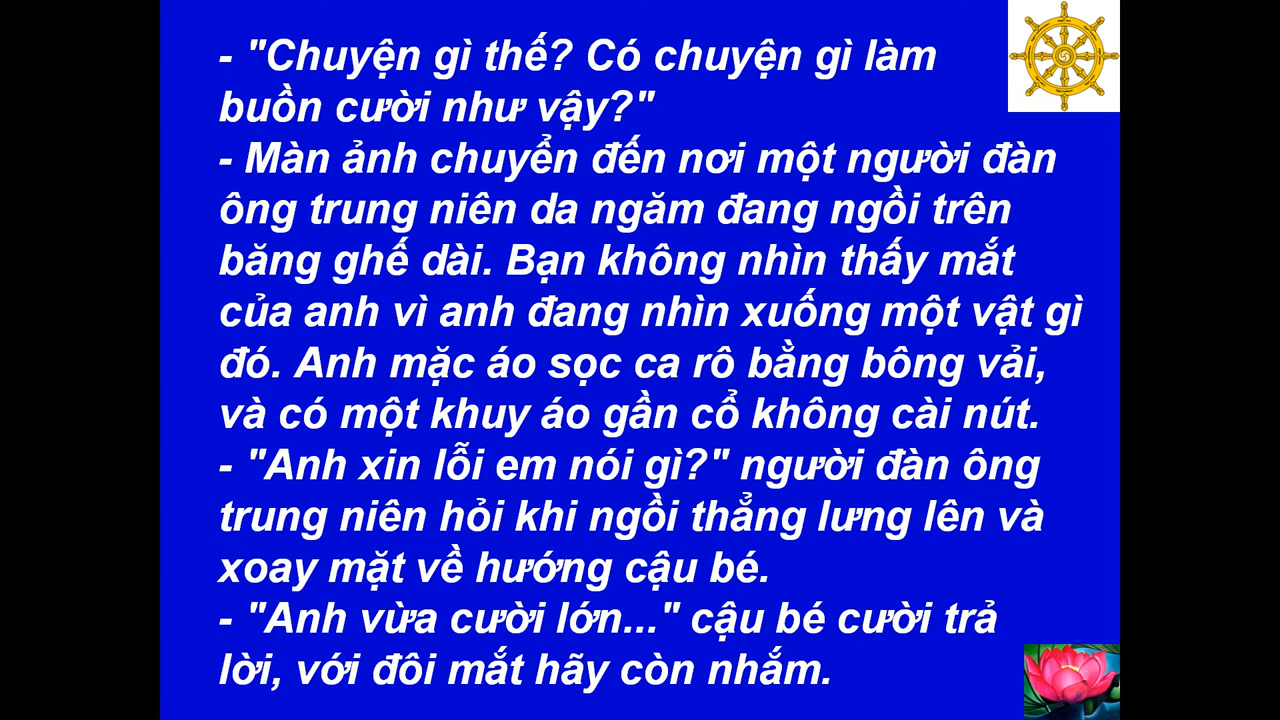 - "Chuyện gì thế? Có chuyện gì làm
buồn cười như vậy?"
- Màn ảnh chuyển đến nơi một người đàn
ông trung niên da ngăm đang ngồi trên
băng ghế dài. Bạn không nhìn thấy mắt
của anh vì anh đang nhìn xuống một vật gì
đó. Anh mặc áo sọc ca rô bằng bông vải,
và có một khuy áo gần cổ không cài nút.
- "Anh xin lỗi em nói gì?" người đàn ông
trung niên hỏi khi ngồi thẳng lưng lên và
xoay mặt về hướng cậu bé.
- "Anh vừa cười lớn..." cậu bé cười trả
lời, với đôi mắt hãy còn nhắm.